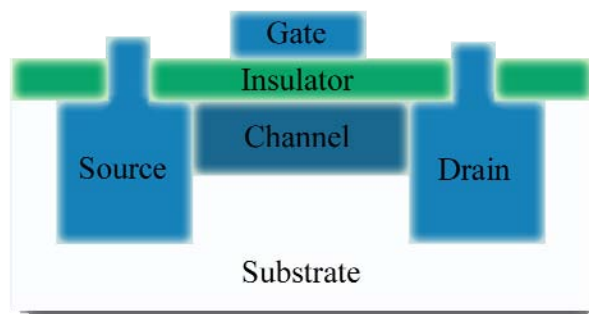 Gate
Insulator
Channel
Source
Drain
Substrate